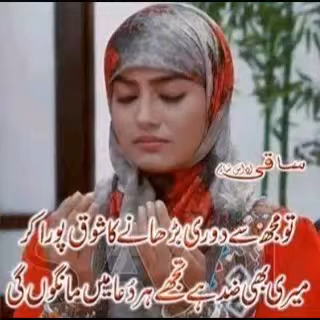 ساقی
تو مجھ سے دوری بڑھانے کا شوق پورا کر
میری بھی ضد ہے تجھے ہر دعا میں مانگوں گی